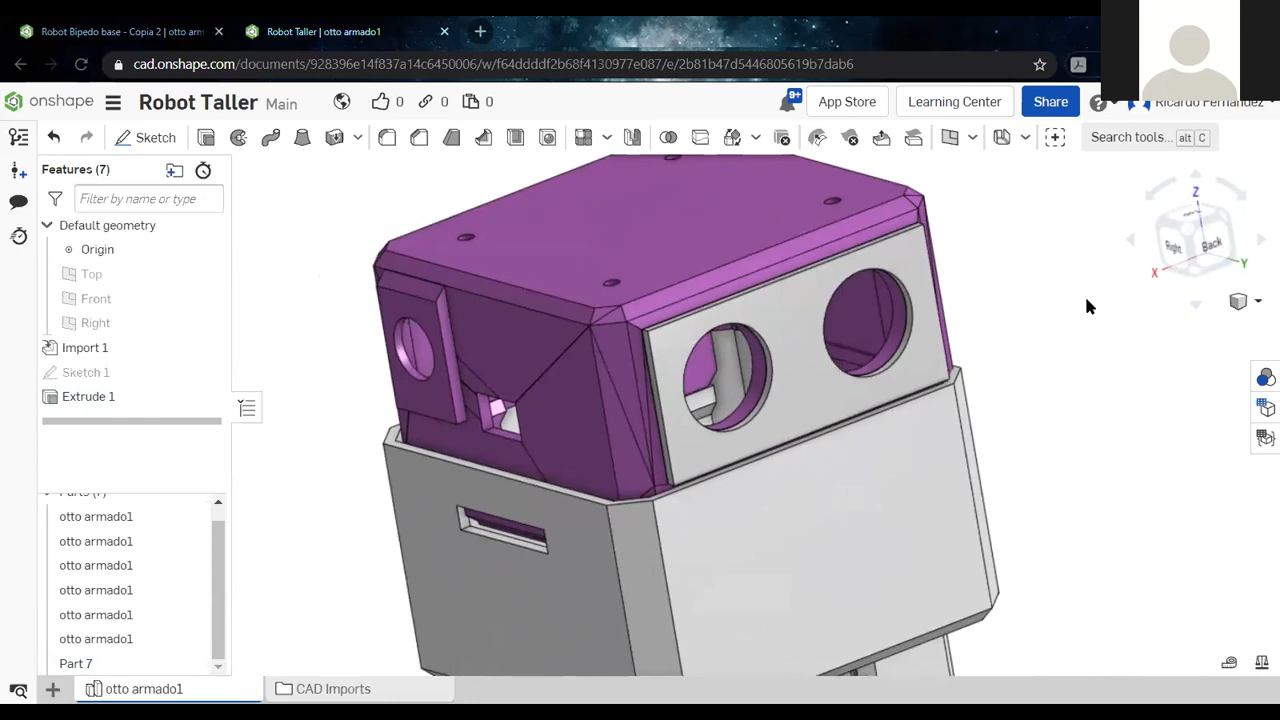 Robot Bipedo base - Copia 2 | otto arm
Robot Taller | otto armado1
cad.onshape.com/documents/928396e14f837a14c6450006/w/f64ddddf2b68f4130977e087/e/2b81b47d5446805619b7dab6
onshape
Robot Taller Main
0
0
0
9+
App Store
Learning Center
Share
Ricardo Fernandez
Sketch
Search tools... alt C
Features (7)
Filter by name or type
Default geometry
Origin
Top
Front
Right
Import 1
Sketch 1
Extrude 1
Parts (7)
otto armado1
otto armado1
otto armado1
otto armado1
otto armado1
otto armado1
Part 7
Z
Right
Back
X
Y
otto armado1
CAD Imports